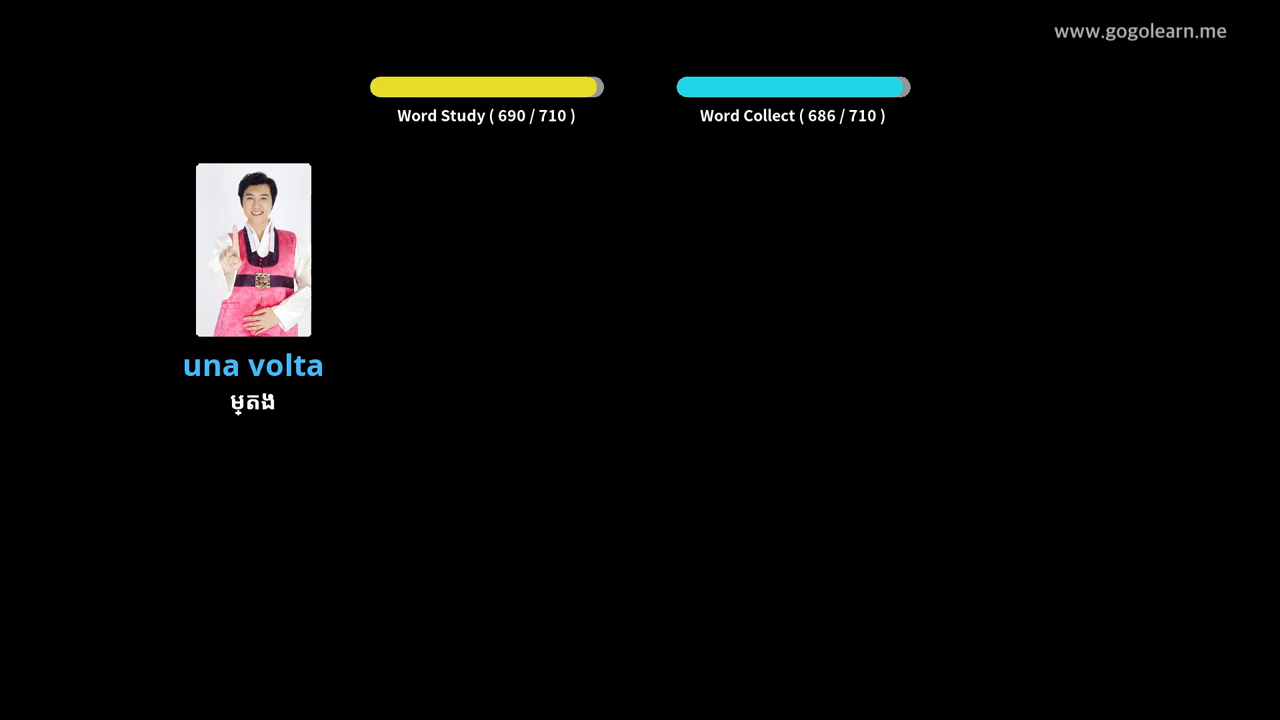 www.gogolearn.me
Word Study ( 690 / 710 )
Word Collect ( 686 / 710 )
una volta
ម្តង